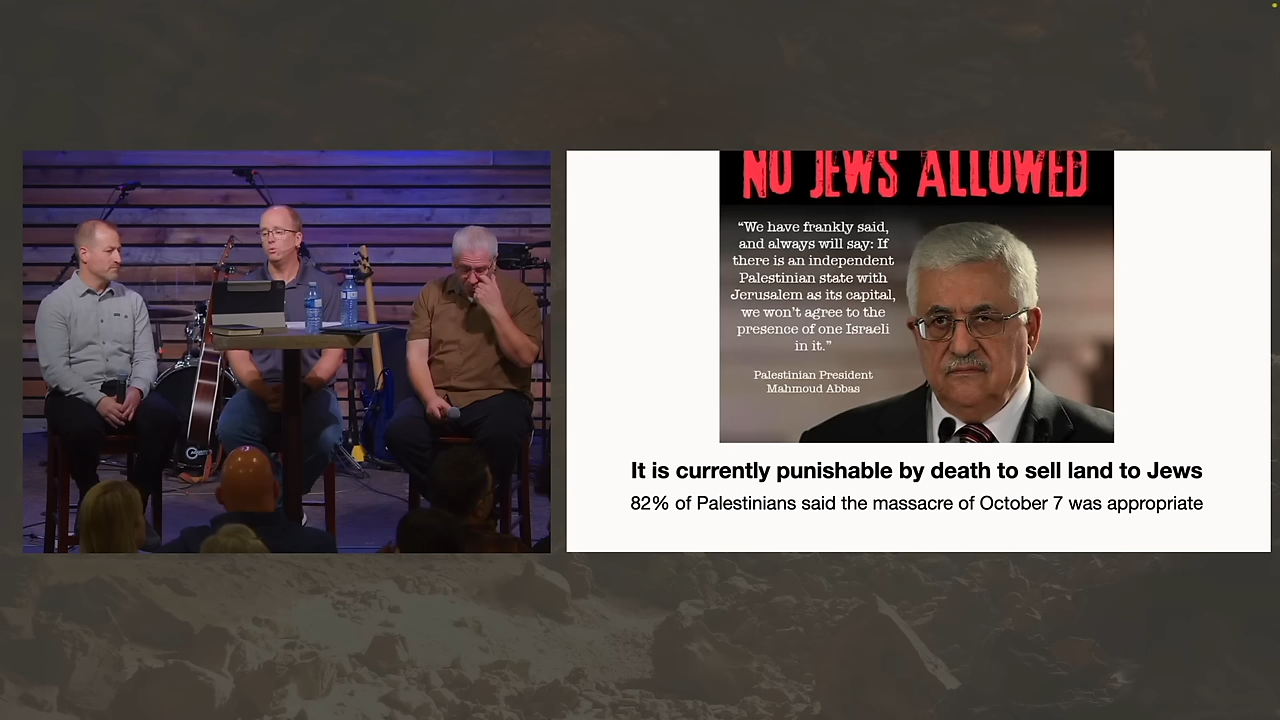 NO JEWS ALLOWED
“We have frankly said,
and always will say: If
there is an independent
Palestinian state with
Jerusalem as its capital,
we won’t agree to the
presence of one Israeli
in it.”
Palestinian President
Mahmoud Abbas
It is currently punishable by death to sell land to Jews
82% of Palestinians said the massacre of October 7 was appropriate